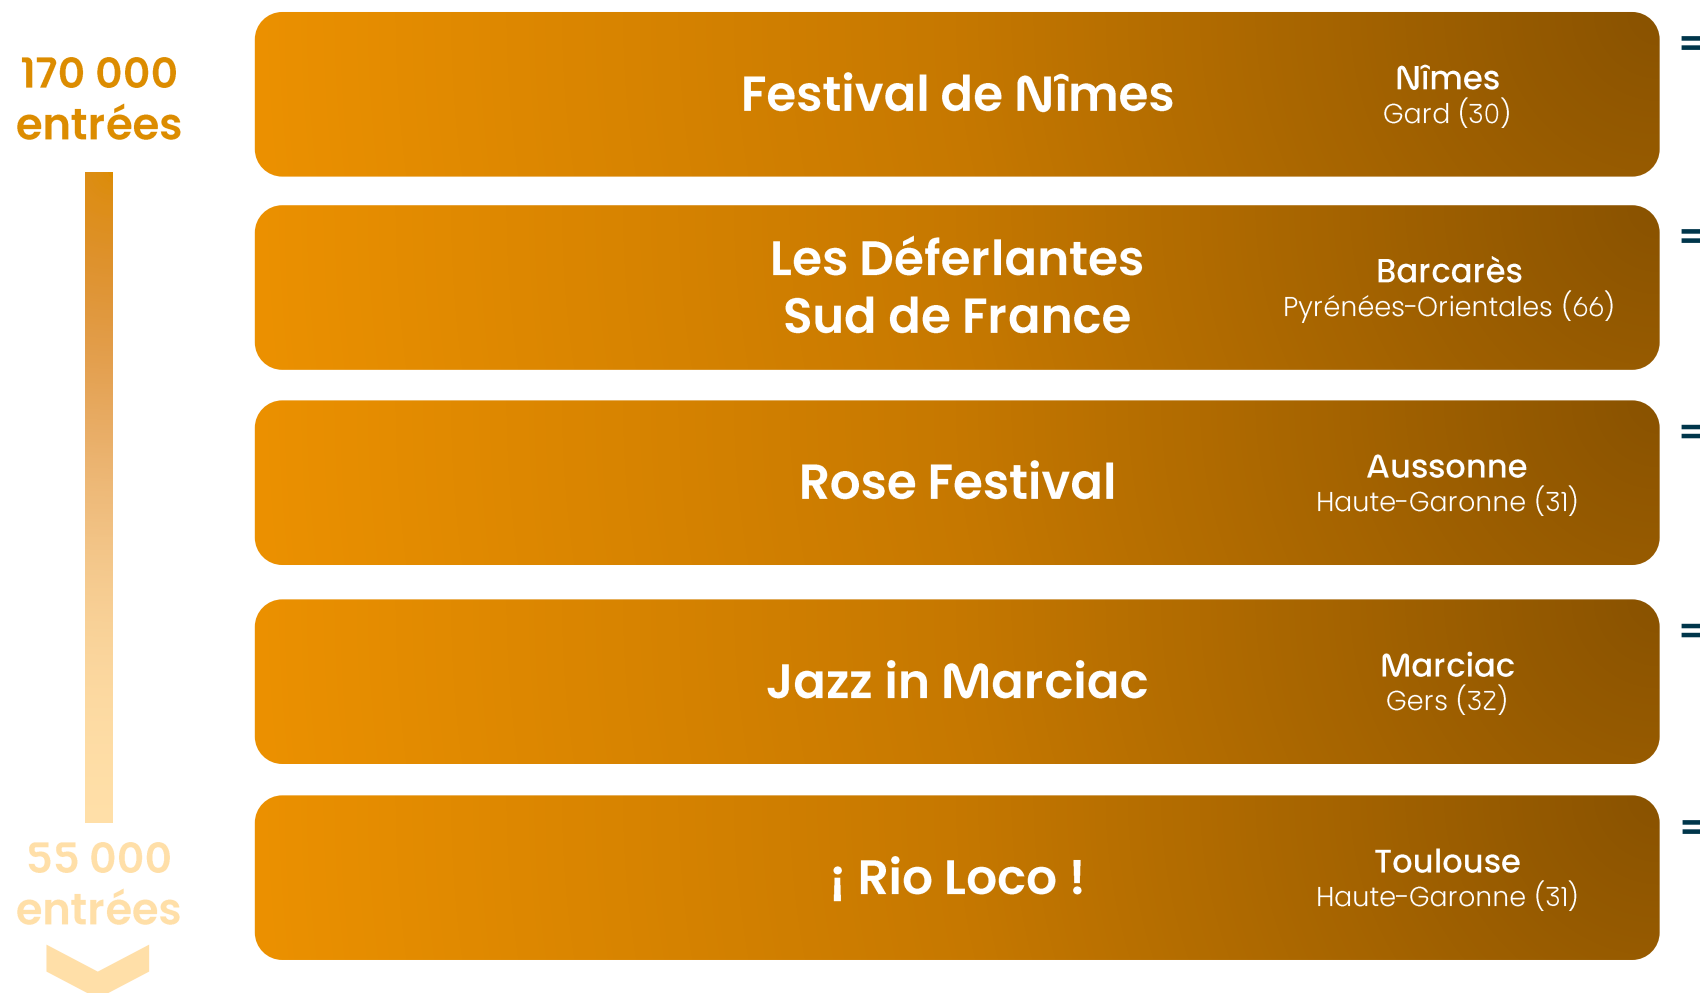 170 000
entrées
Festival de Nîmes
Nîmes
Gard (30)
=
Les Déferlantes
Sud de France
Barcarès
Pyrénées-Orientales (66)
=
Rose Festival
Aussonne
Haute-Garonne (31)
=
Jazz in Marciac
Marciac
Gers (32)
=
55 000
entrées
¡ Rio Loco !
Toulouse
Haute-Garonne (31)
=